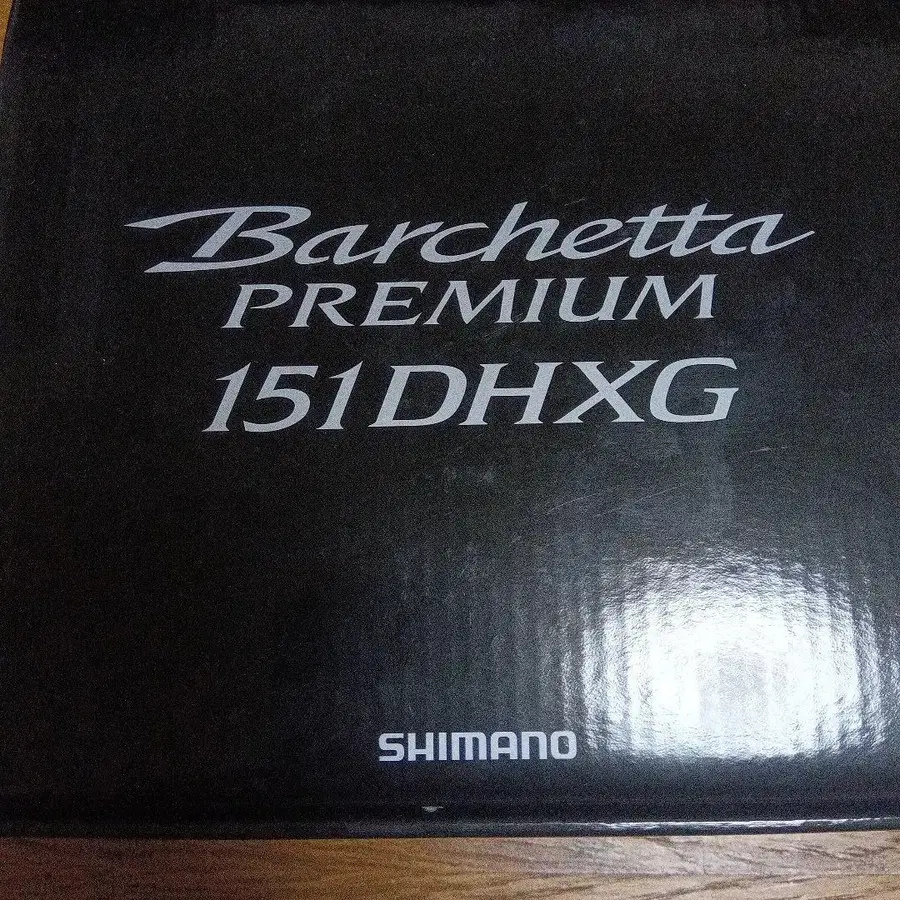 Barchetta
PREMIUM
151DHXG
SHIMANO